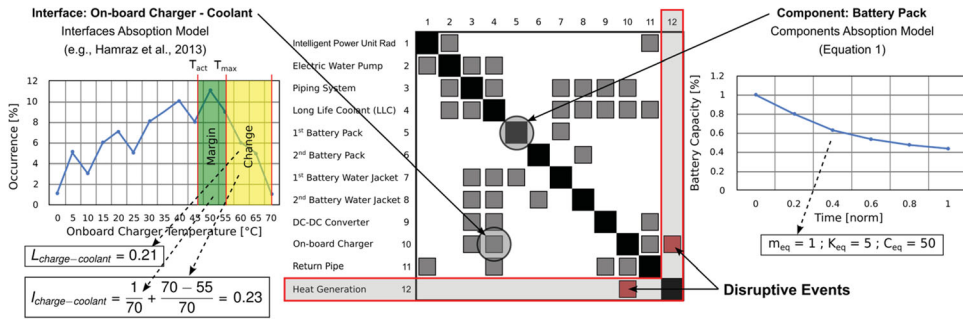 Interface: On-board Charger - Coolant
Interfaces Absoption Model
(e.g., Hamraz et al., 2013)
T_act T_max
Occurrence [%]
12
10
8
6
4
2
0
Margin
Change
0 5 10 15 20 25 30 35 40 45 50 55 60 65 70
Onboard Charger Temperature [°C]
L_charge−coolant = 0.21
I_charge−coolant = 1/70 + (70 − 55)/70 = 0.23
1 2 3 4 5 6 7 8 9 10 11 12
Intelligent Power Unit Rad 1
Electric Water Pump 2
Piping System 3
Long Life Coolant (LLC) 4
1st Battery Pack 5
2nd Battery Pack 6
1st Battery Water Jacket 7
2nd Battery Water Jacket 8
DC-DC Converter 9
On-board Charger 10
Return Pipe 11
Heat Generation 12
Disruptive Events
Component: Battery Pack
Components Absoption Model
(Equation 1)
Battery Capacity [%]
1.2
1
0.8
0.6
0.4
0.2
0
0 0.2 0.4 0.6 0.8 1
Time [norm]
m_eq = 1 ; K_eq = 5 ; C_eq = 50